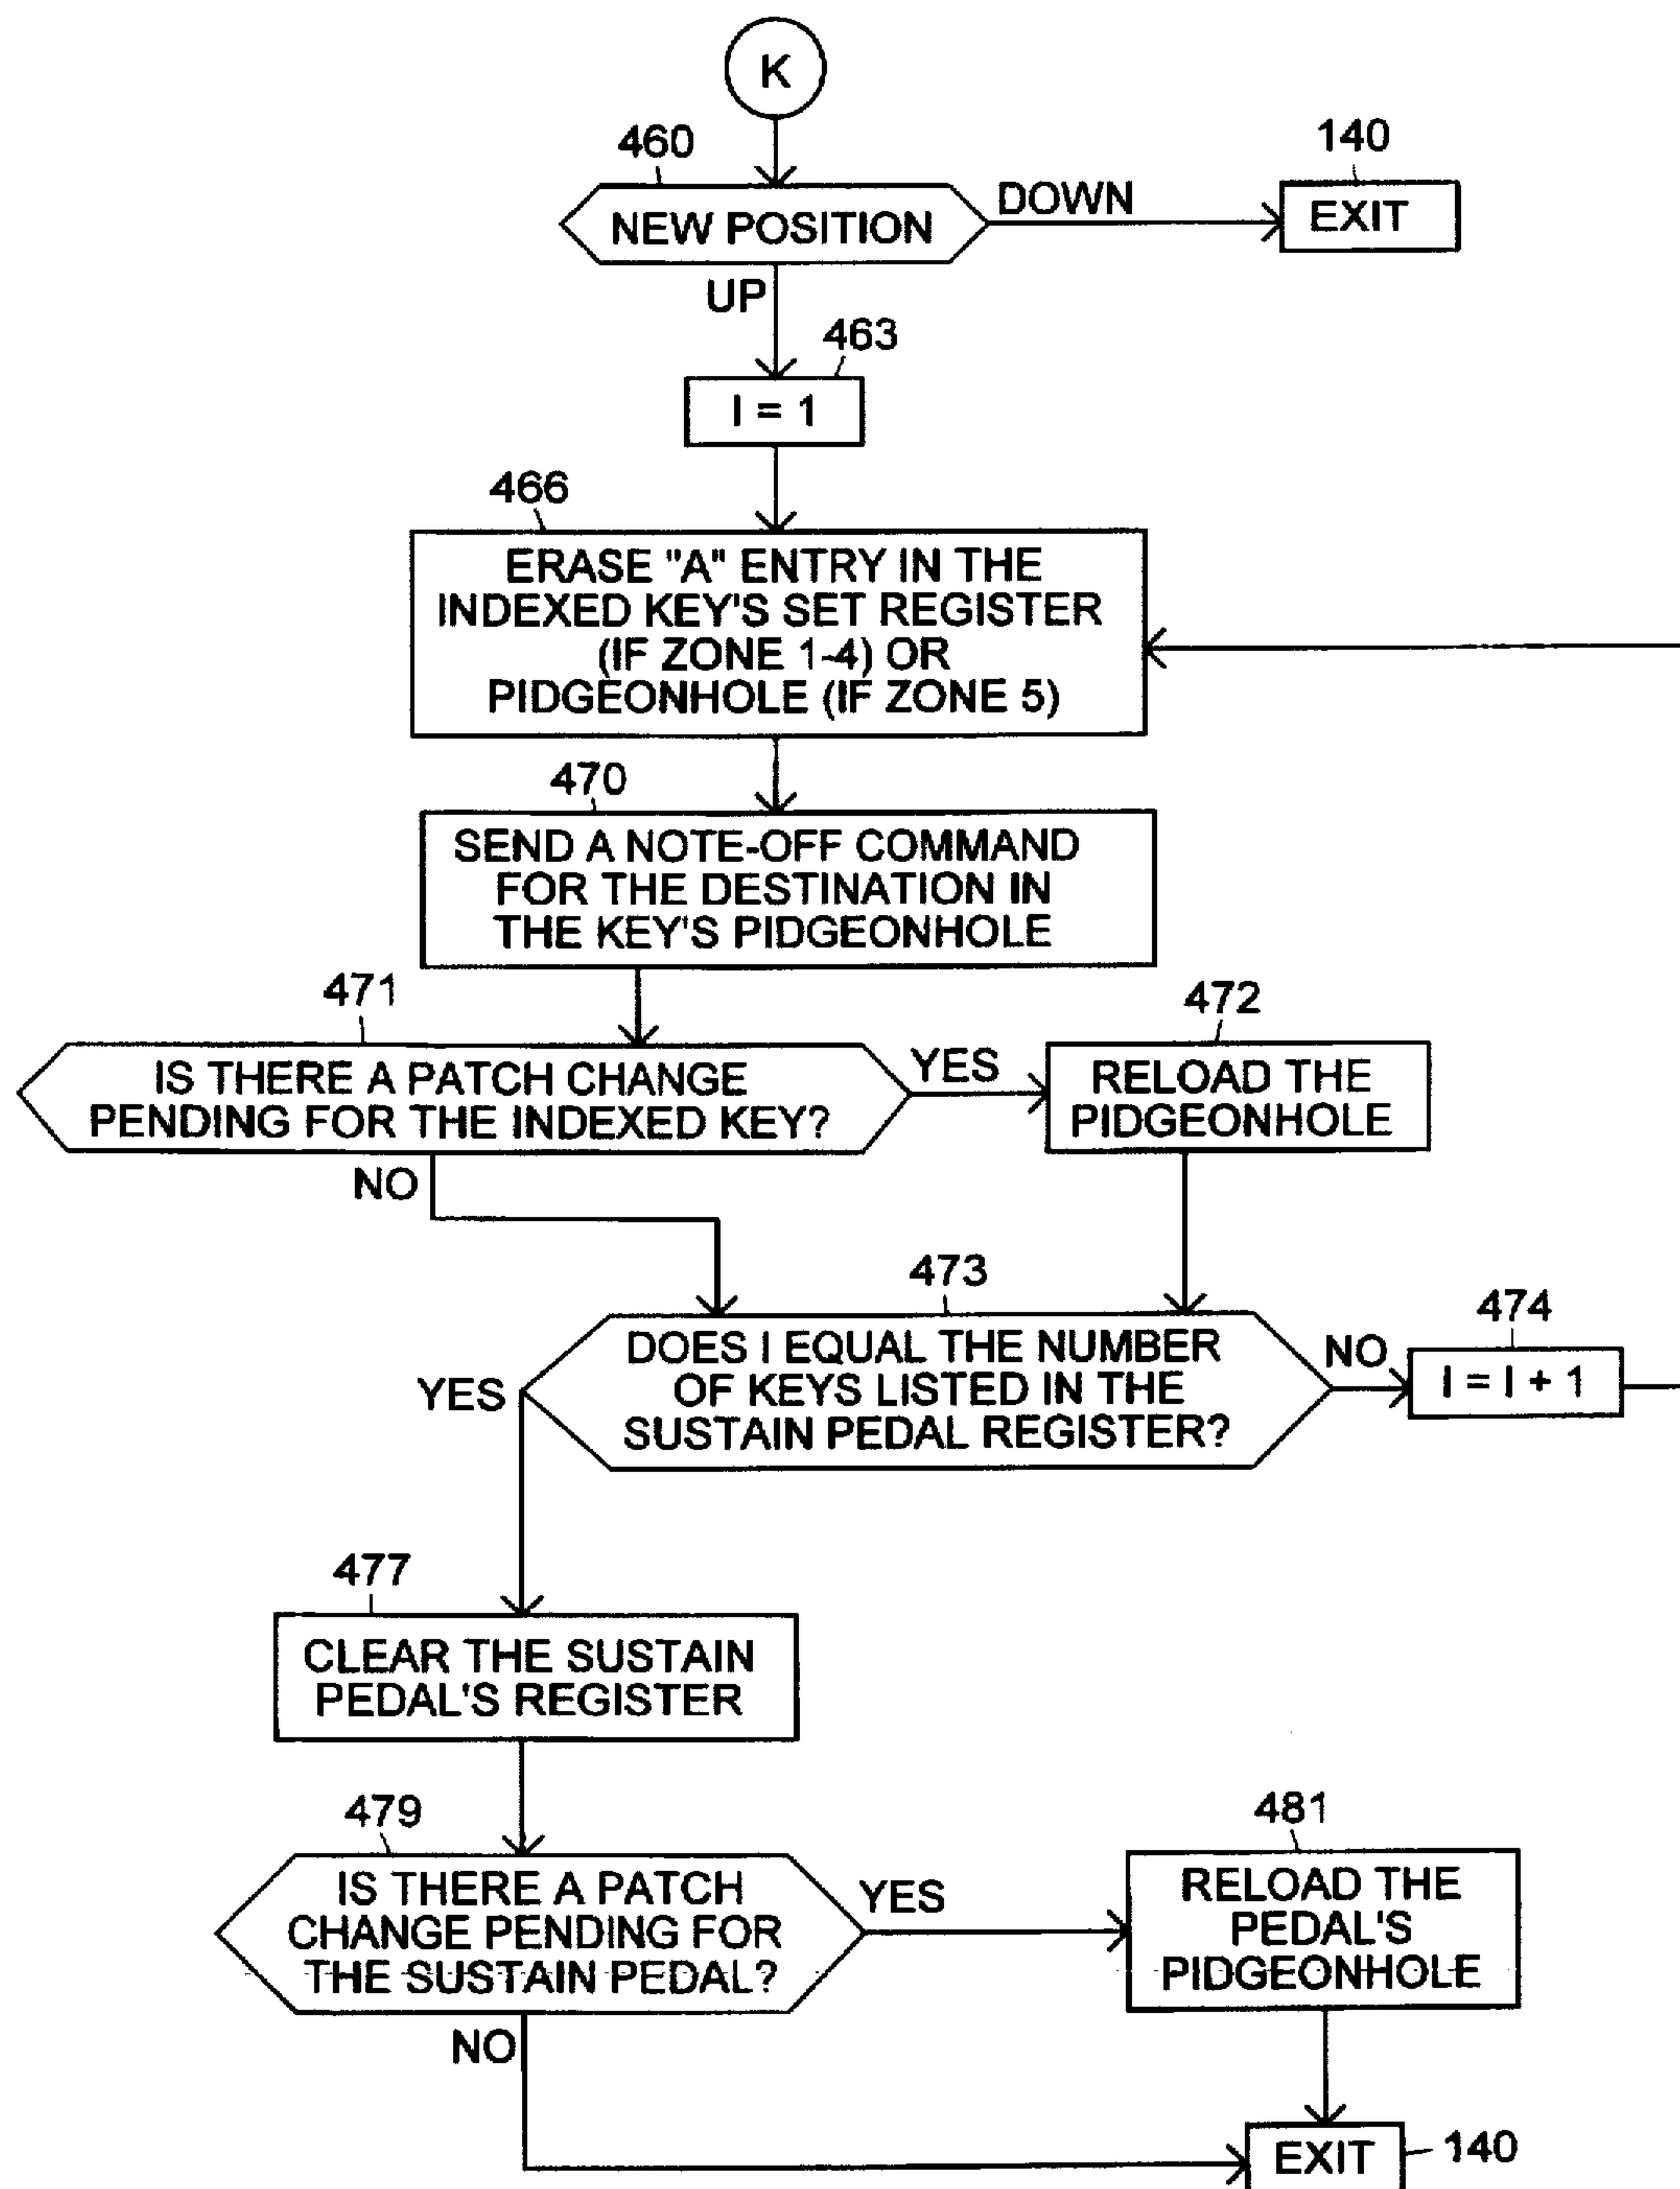 K
460
140
NEW POSITION
DOWN
EXIT
UP
463
I = 1
466
ERASE "A" ENTRY IN THE
INDEXED KEY'S SET REGISTER
(IF ZONE 1-4) OR
PIDGEONHOLE (IF ZONE 5)
470
SEND A NOTE-OFF COMMAND
FOR THE DESTINATION IN
THE KEY'S PIDGEONHOLE
471
472
IS THERE A PATCH CHANGE
PENDING FOR THE INDEXED KEY?
YES
RELOAD THE
PIDGEONHOLE
NO
473
474
DOES I EQUAL THE NUMBER
OF KEYS LISTED IN THE
SUSTAIN PEDAL REGISTER?
YES
NO
I = I + 1
477
CLEAR THE SUSTAIN
PEDAL'S REGISTER
479
481
IS THERE A PATCH
CHANGE PENDING FOR
THE SUSTAIN PEDAL?
YES
RELOAD THE
PEDAL'S
PIDGEONHOLE
NO
EXIT
140